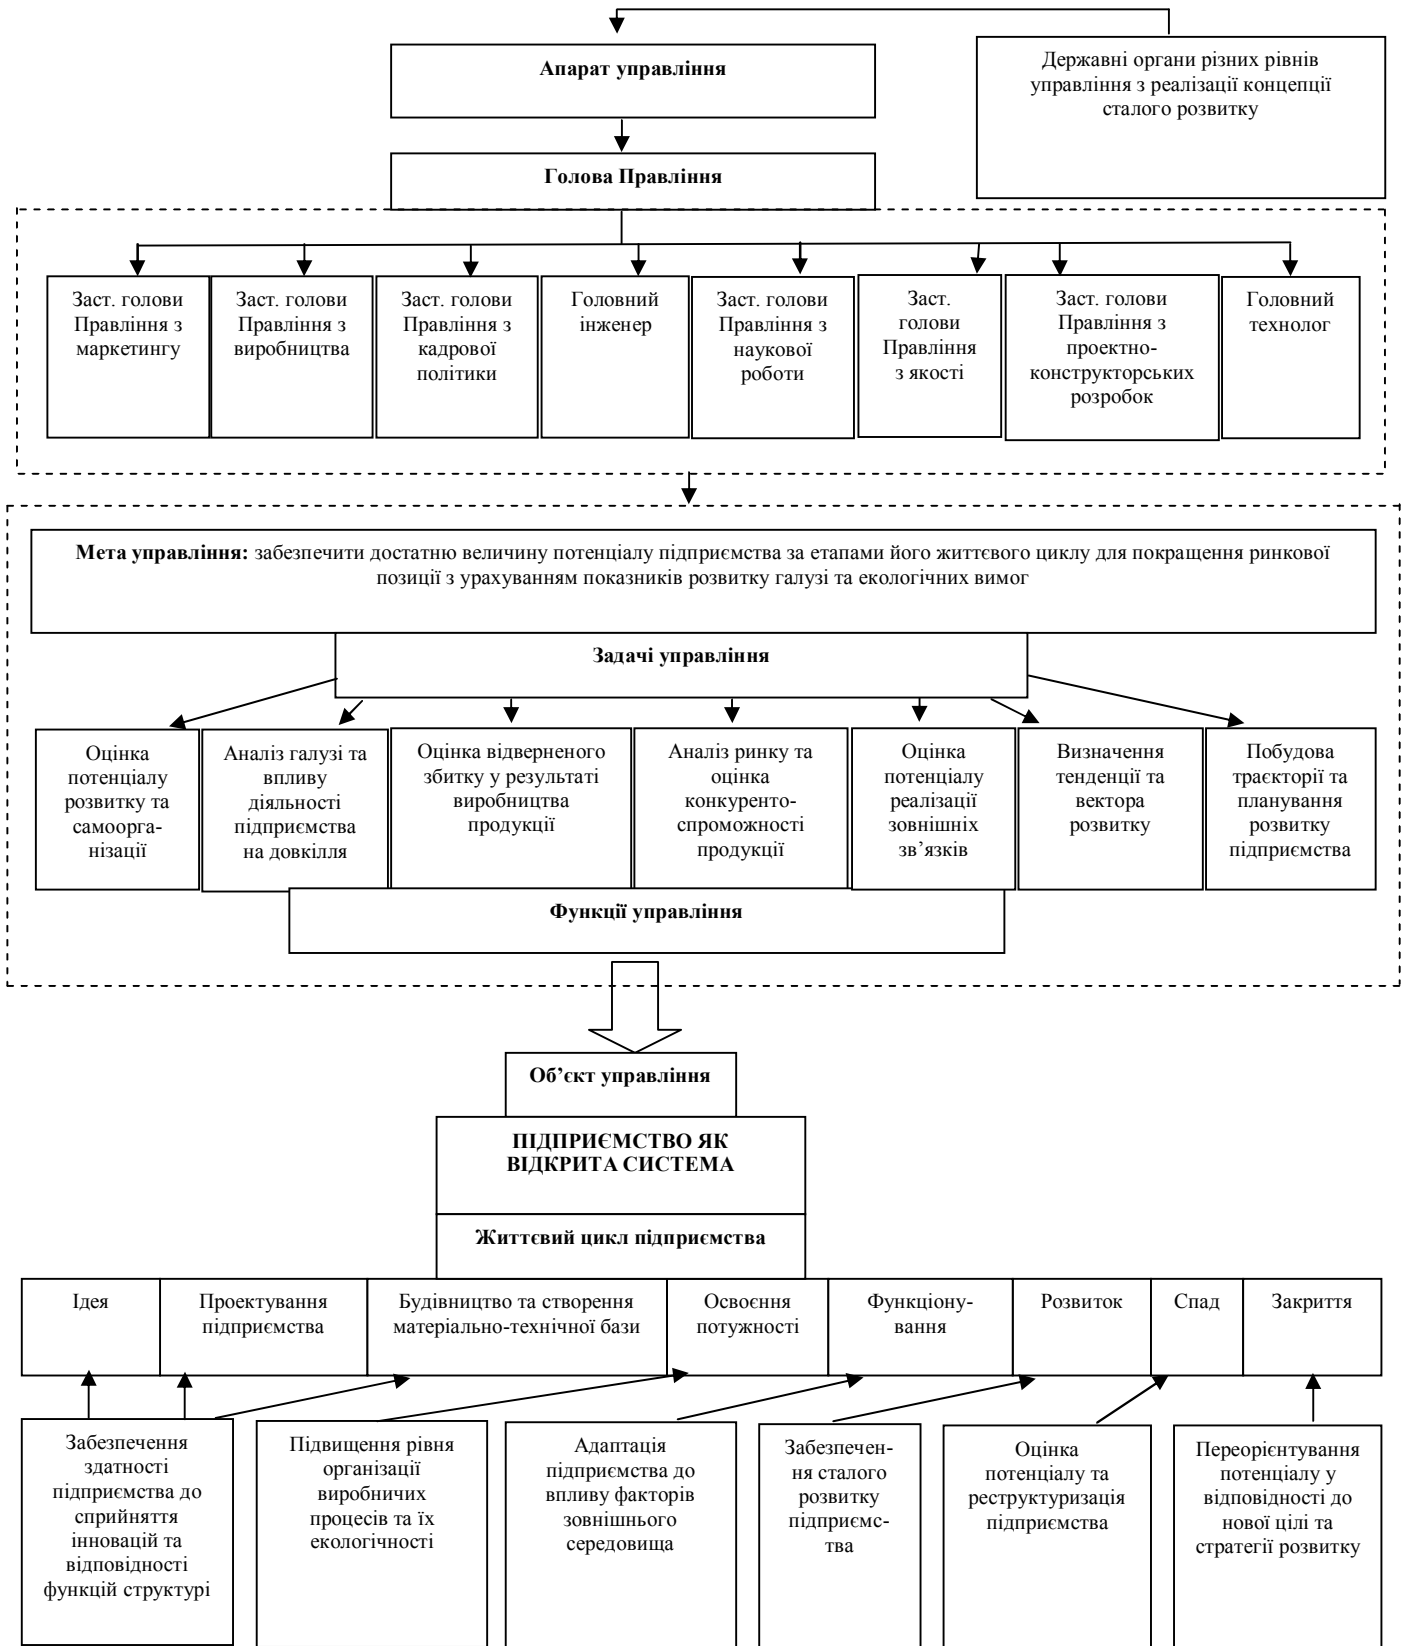 Апарат управління
Державні органи різних рівнів
управління з реалізації концепції
сталого розвитку
Голова Правління
Заст. голови
Правління з
маркетингу
Заст. голови
Правління з
виробництва
Заст. голови
Правління з
кадрової
політики
Головний
інженер
Заст. голови
Правління з
наукової
роботи
Заст.
голови
Правління
з якості
Заст. голови
Правління з
проектно-
конструкторських
розробок
Головний
технолог
Мета управління: забезпечити достатню величину потенціалу підприємства за етапами його життєвого циклу для покращення ринкової
позиції з урахуванням показників розвитку галузі та екологічних вимог
Задачі управління
Оцінка
потенціалу
розвитку та
самоорга-
нізації
Аналіз галузі та
впливу
діяльності
підприємства
на довкілля
Оцінка відверненого
збитку у результаті
виробництва
продукції
Аналіз ринку та
оцінка
конкуренто-
спроможності
продукції
Оцінка
потенціалу
реалізації
зовнішніх
зв’язків
Визначення
тенденції та
вектора
розвитку
Побудова
траєкторії та
планування
розвитку
підприємства
Функції управління
Об’єкт управління
ПІДПРИЄМСТВО ЯК
ВІДКРИТА СИСТЕМА
Життєвий цикл підприємства
Ідея
Проектування
підприємства
Будівництво та створення
матеріально-технічної бази
Освоєння
потужності
Функціону-
вання
Розвиток
Спад
Закриття
Забезпечення
здатності
підприємства до
сприйняття
інновацій та
відповідності
функцій структурі
Підвищення рівня
організації
виробничих
процесів та їх
екологічності
Адаптація
підприємства до
впливу факторів
зовнішнього
середовища
Забезпечен-
ня сталого
розвитку
підприємс-
тва
Оцінка
потенціалу та
реструктуризація
підприємства
Переорієнтування
потенціалу у
відповідності до
нової цілі та
стратегії розвитку